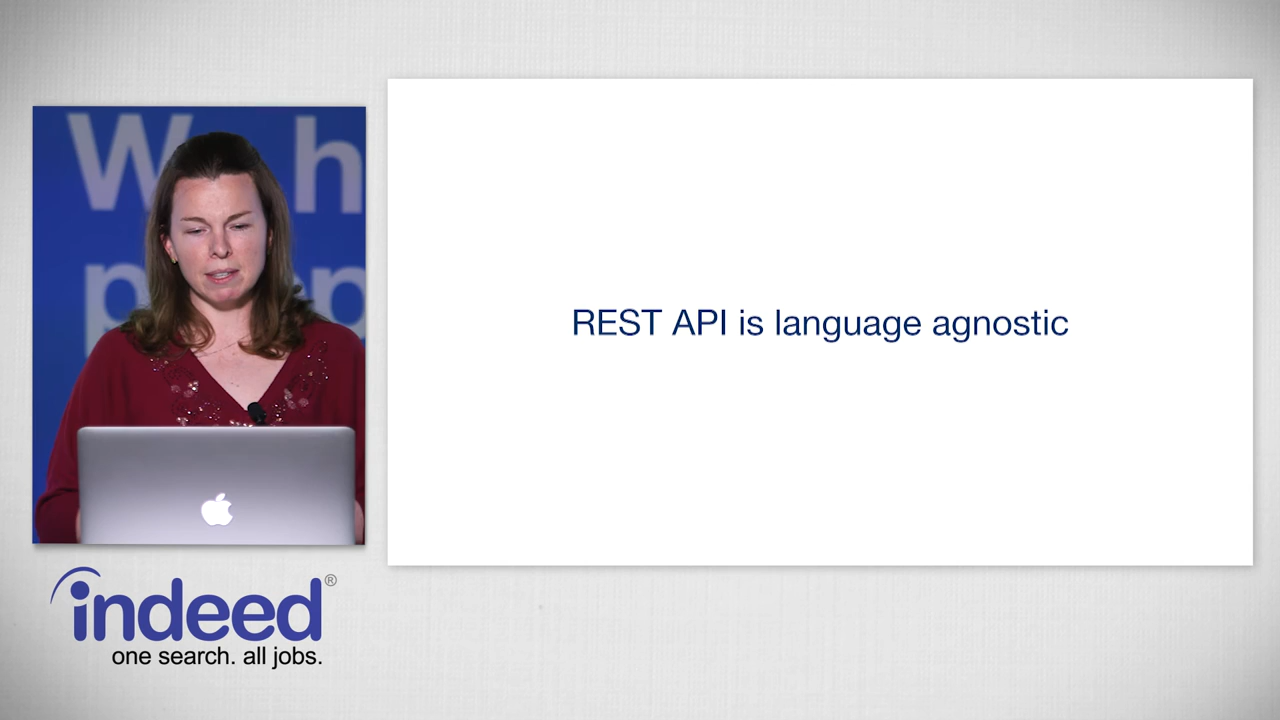 W h
p p
REST API is language agnostic
indeed®
one search. all jobs.